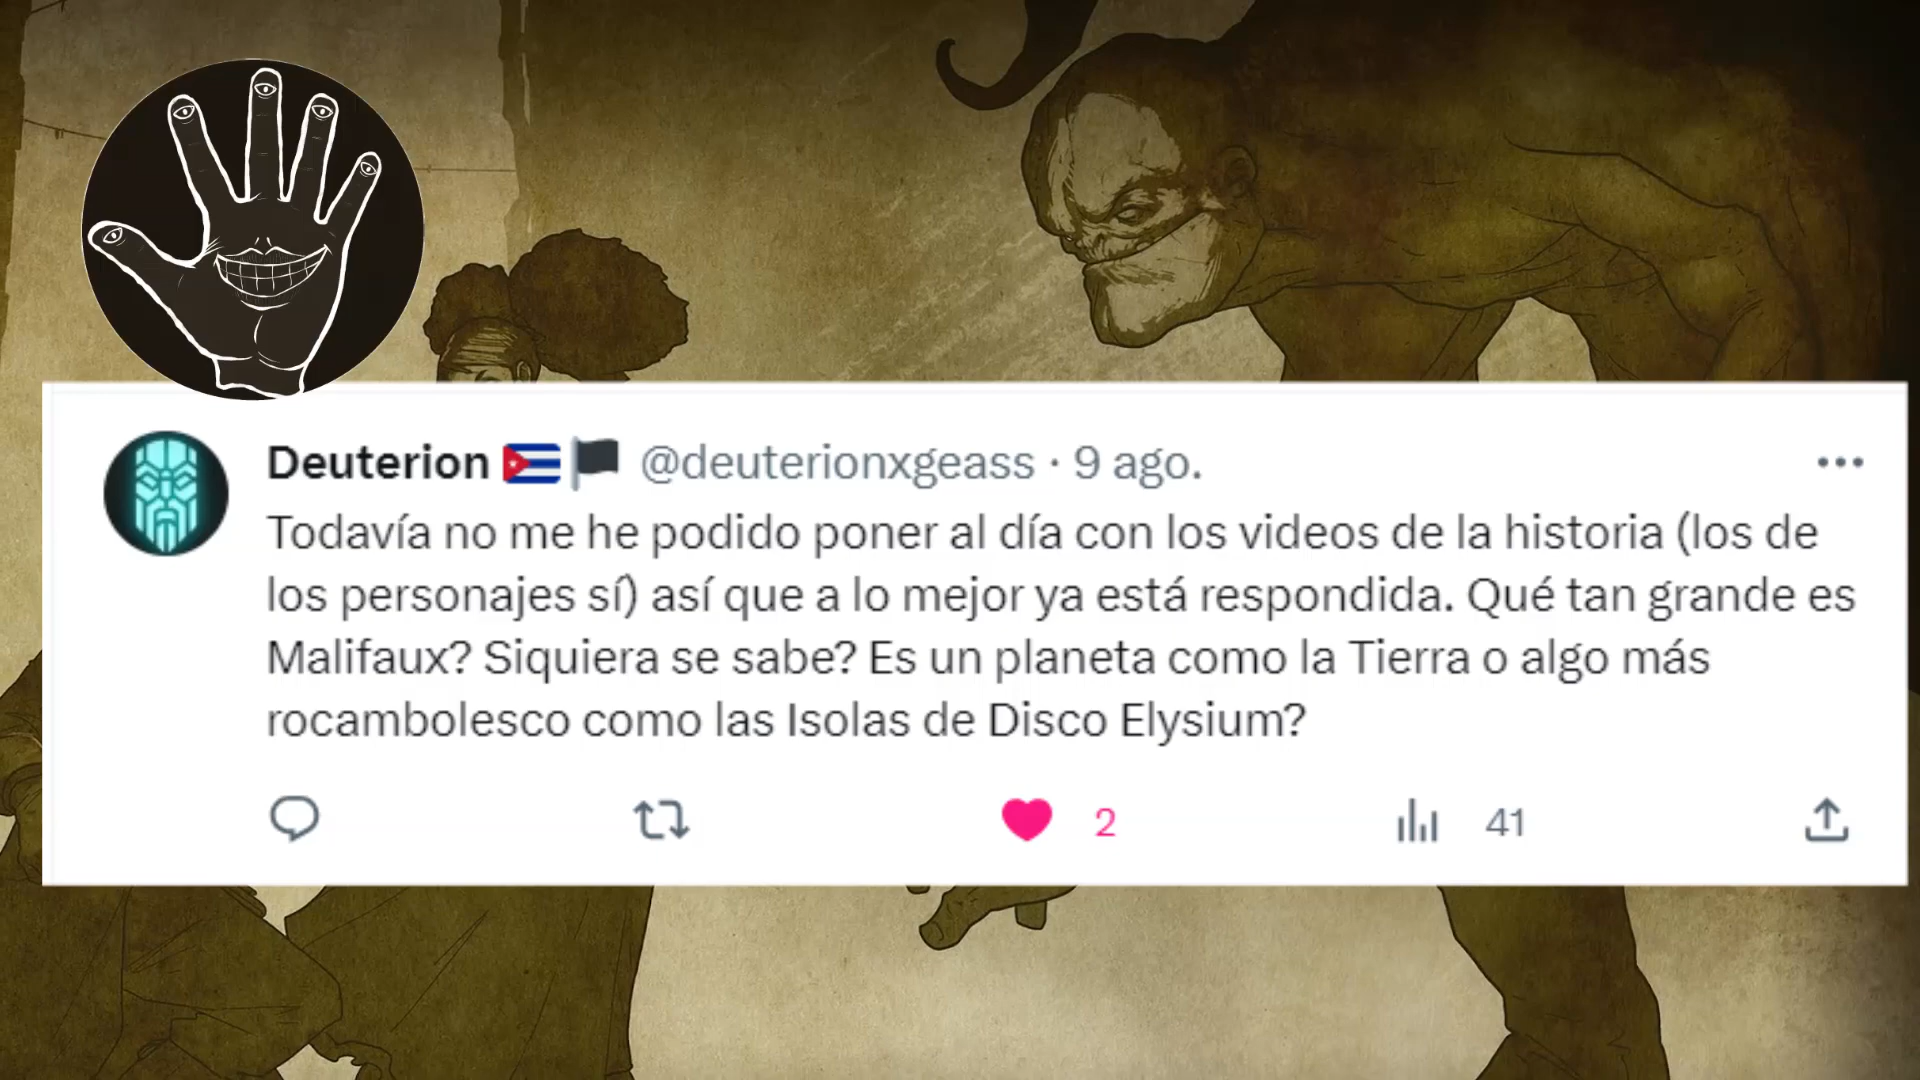 Deuterion 🇨🇺🏴 @deuterionxgeass · 9 ago.
Todavía no me he podido poner al día con los videos de la historia (los de
los personajes sí) así que a lo mejor ya está respondida. Qué tan grande es
Malifaux? Siquiera se sabe? Es un planeta como la Tierra o algo más
rocambolesco como las Isolas de Disco Elysium?
2 41